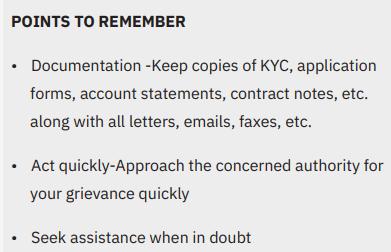 POINTS TO REMEMBER
• Documentation -Keep copies of KYC, application
forms, account statements, contract notes, etc.
along with all letters, emails, faxes, etc.
• Act quickly-Approach the concerned authority for
your grievance quickly
• Seek assistance when in doubt